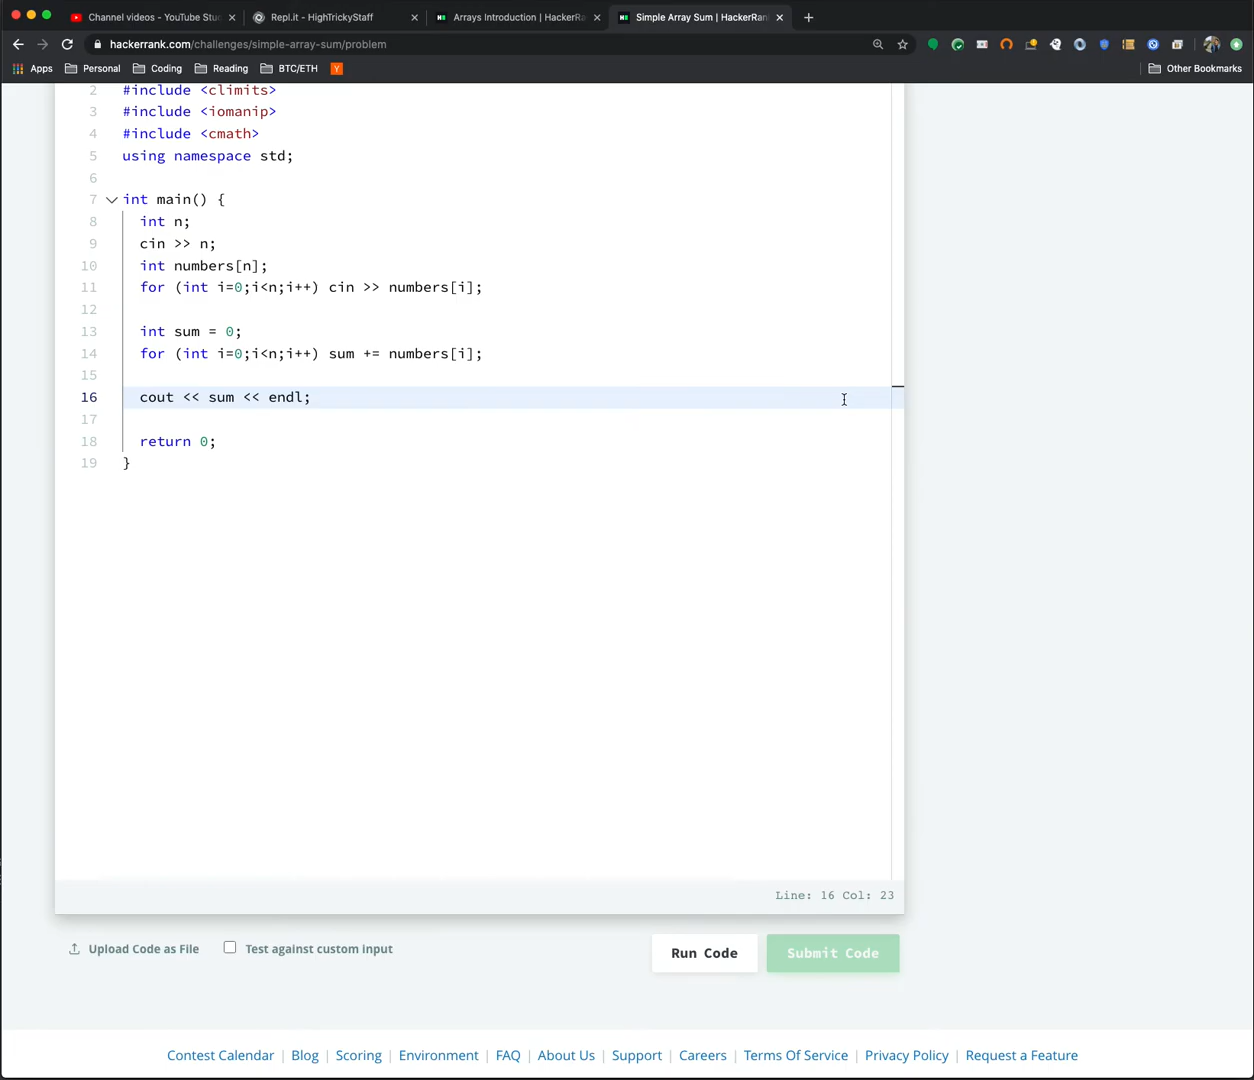 Channel videos - YouTube Stu
Repl.it - HighTrickyStaff
Arrays Introduction | HackerRa
Simple Array Sum | HackerRan
hackerrank.com/challenges/simple-array-sum/problem
Apps
Personal
Coding
Reading
BTC/ETH
Y
Other Bookmarks
2 #include <climits>
3 #include <iomanip>
4 #include <cmath>
5 using namespace std;
6
7 int main() {
8 int n;
9 cin >> n;
10 int numbers[n];
11 for (int i=0;i<n;i++) cin >> numbers[i];
12
13 int sum = 0;
14 for (int i=0;i<n;i++) sum += numbers[i];
15
16 cout << sum << endl;
17
18 return 0;
19 }
Line: 16 Col: 23
Upload Code as File
Test against custom input
Run Code
Submit Code
Contest Calendar | Blog | Scoring | Environment | FAQ | About Us | Support | Careers | Terms Of Service | Privacy Policy | Request a Feature